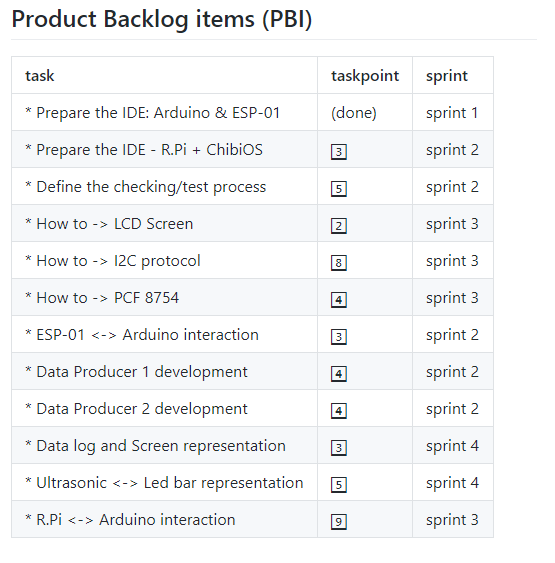 Product Backlog items (PBI)
task taskpoint sprint
* Prepare the IDE: Arduino & ESP-01 (done) sprint 1
* Prepare the IDE - R.Pi + ChibiOS 3 sprint 2
* Define the checking/test process 5 sprint 2
* How to -> LCD Screen 2 sprint 3
* How to -> I2C protocol 8 sprint 3
* How to -> PCF 8754 4 sprint 3
* ESP-01 <-> Arduino interaction 3 sprint 2
* Data Producer 1 development 4 sprint 2
* Data Producer 2 development 4 sprint 2
* Data log and Screen representation 3 sprint 4
* Ultrasonic <-> Led bar representation 5 sprint 4
* R.Pi <-> Arduino interaction 9 sprint 3